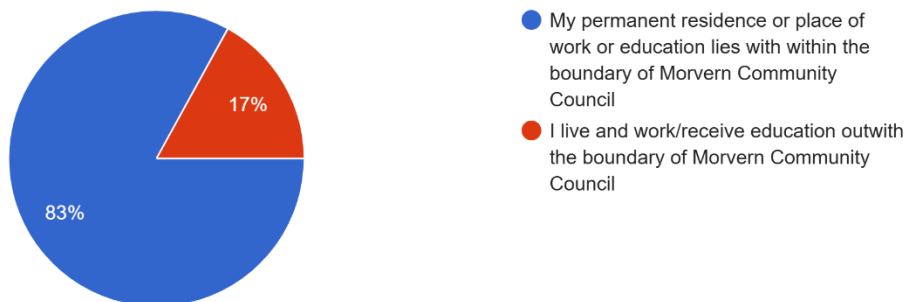 17%
83%
My permanent residence or place of
work or education lies with within the
boundary of Morvern Community
Council
I live and work/receive education outwith
the boundary of Morvern Community
Council